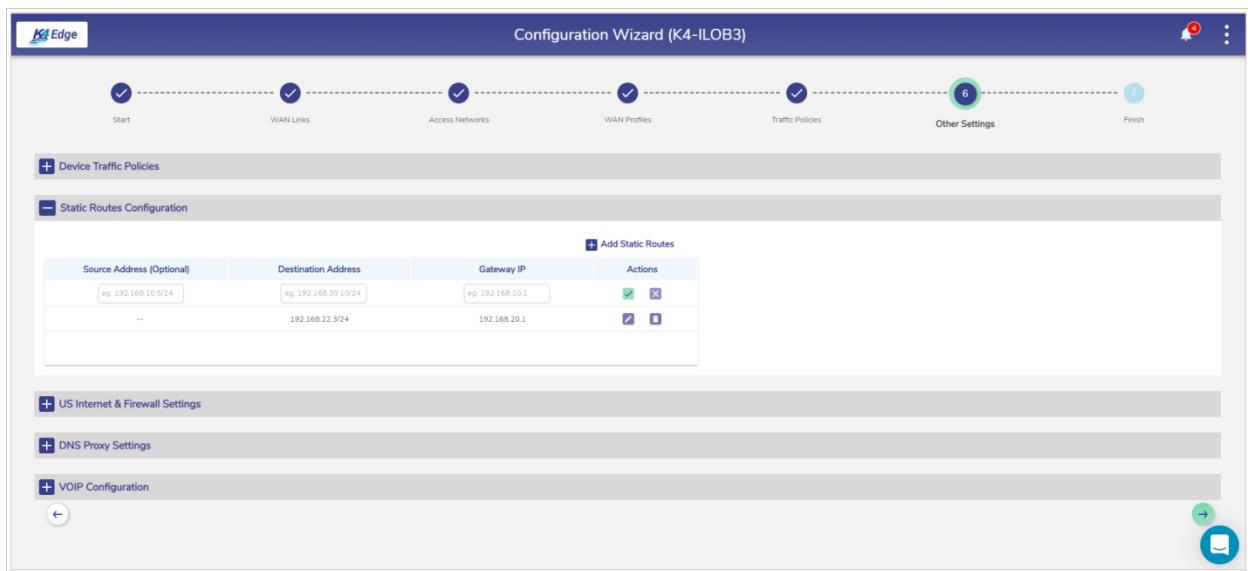 K4 Edge
Configuration Wizard (K4-ILOB3)
4
6
7
Start
WAN Links
Access Networks
WAN Profiles
Traffic Policies
Other Settings
Finish
Device Traffic Policies
Static Routes Configuration
Add Static Routes
Source Address (Optional) Destination Address Gateway IP Actions
eg. 192.168.10.5/24 eg. 192.168.30.10/24 eg. 192.168.10.1
-- 192.168.22.3/24 192.168.20.1
US Internet & Firewall Settings
DNS Proxy Settings
VOIP Configuration